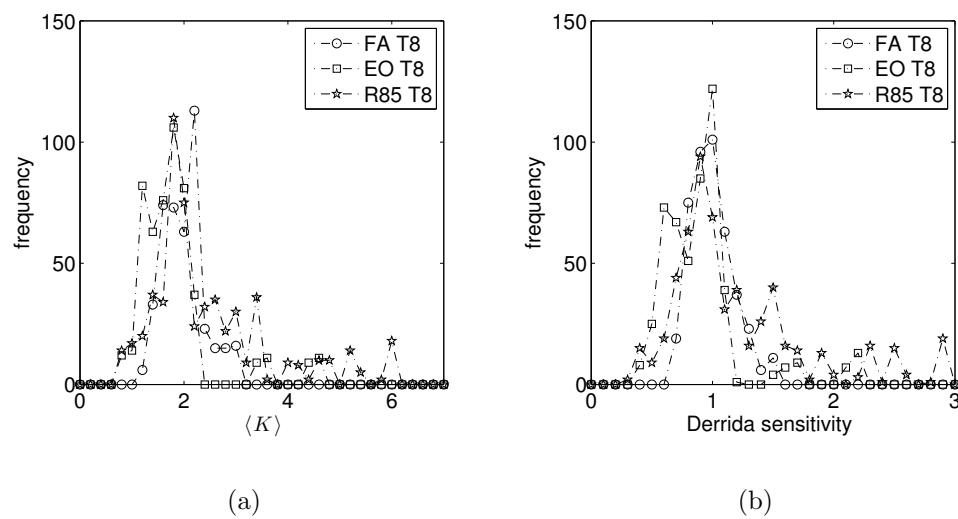 150
100
50
0
frequency
0 2 4 6
⟨K⟩
FA T8
EO T8
R85 T8
(a)
150
100
50
0
frequency
0 1 2 3
Derrida sensitivity
FA T8
EO T8
R85 T8
(b)